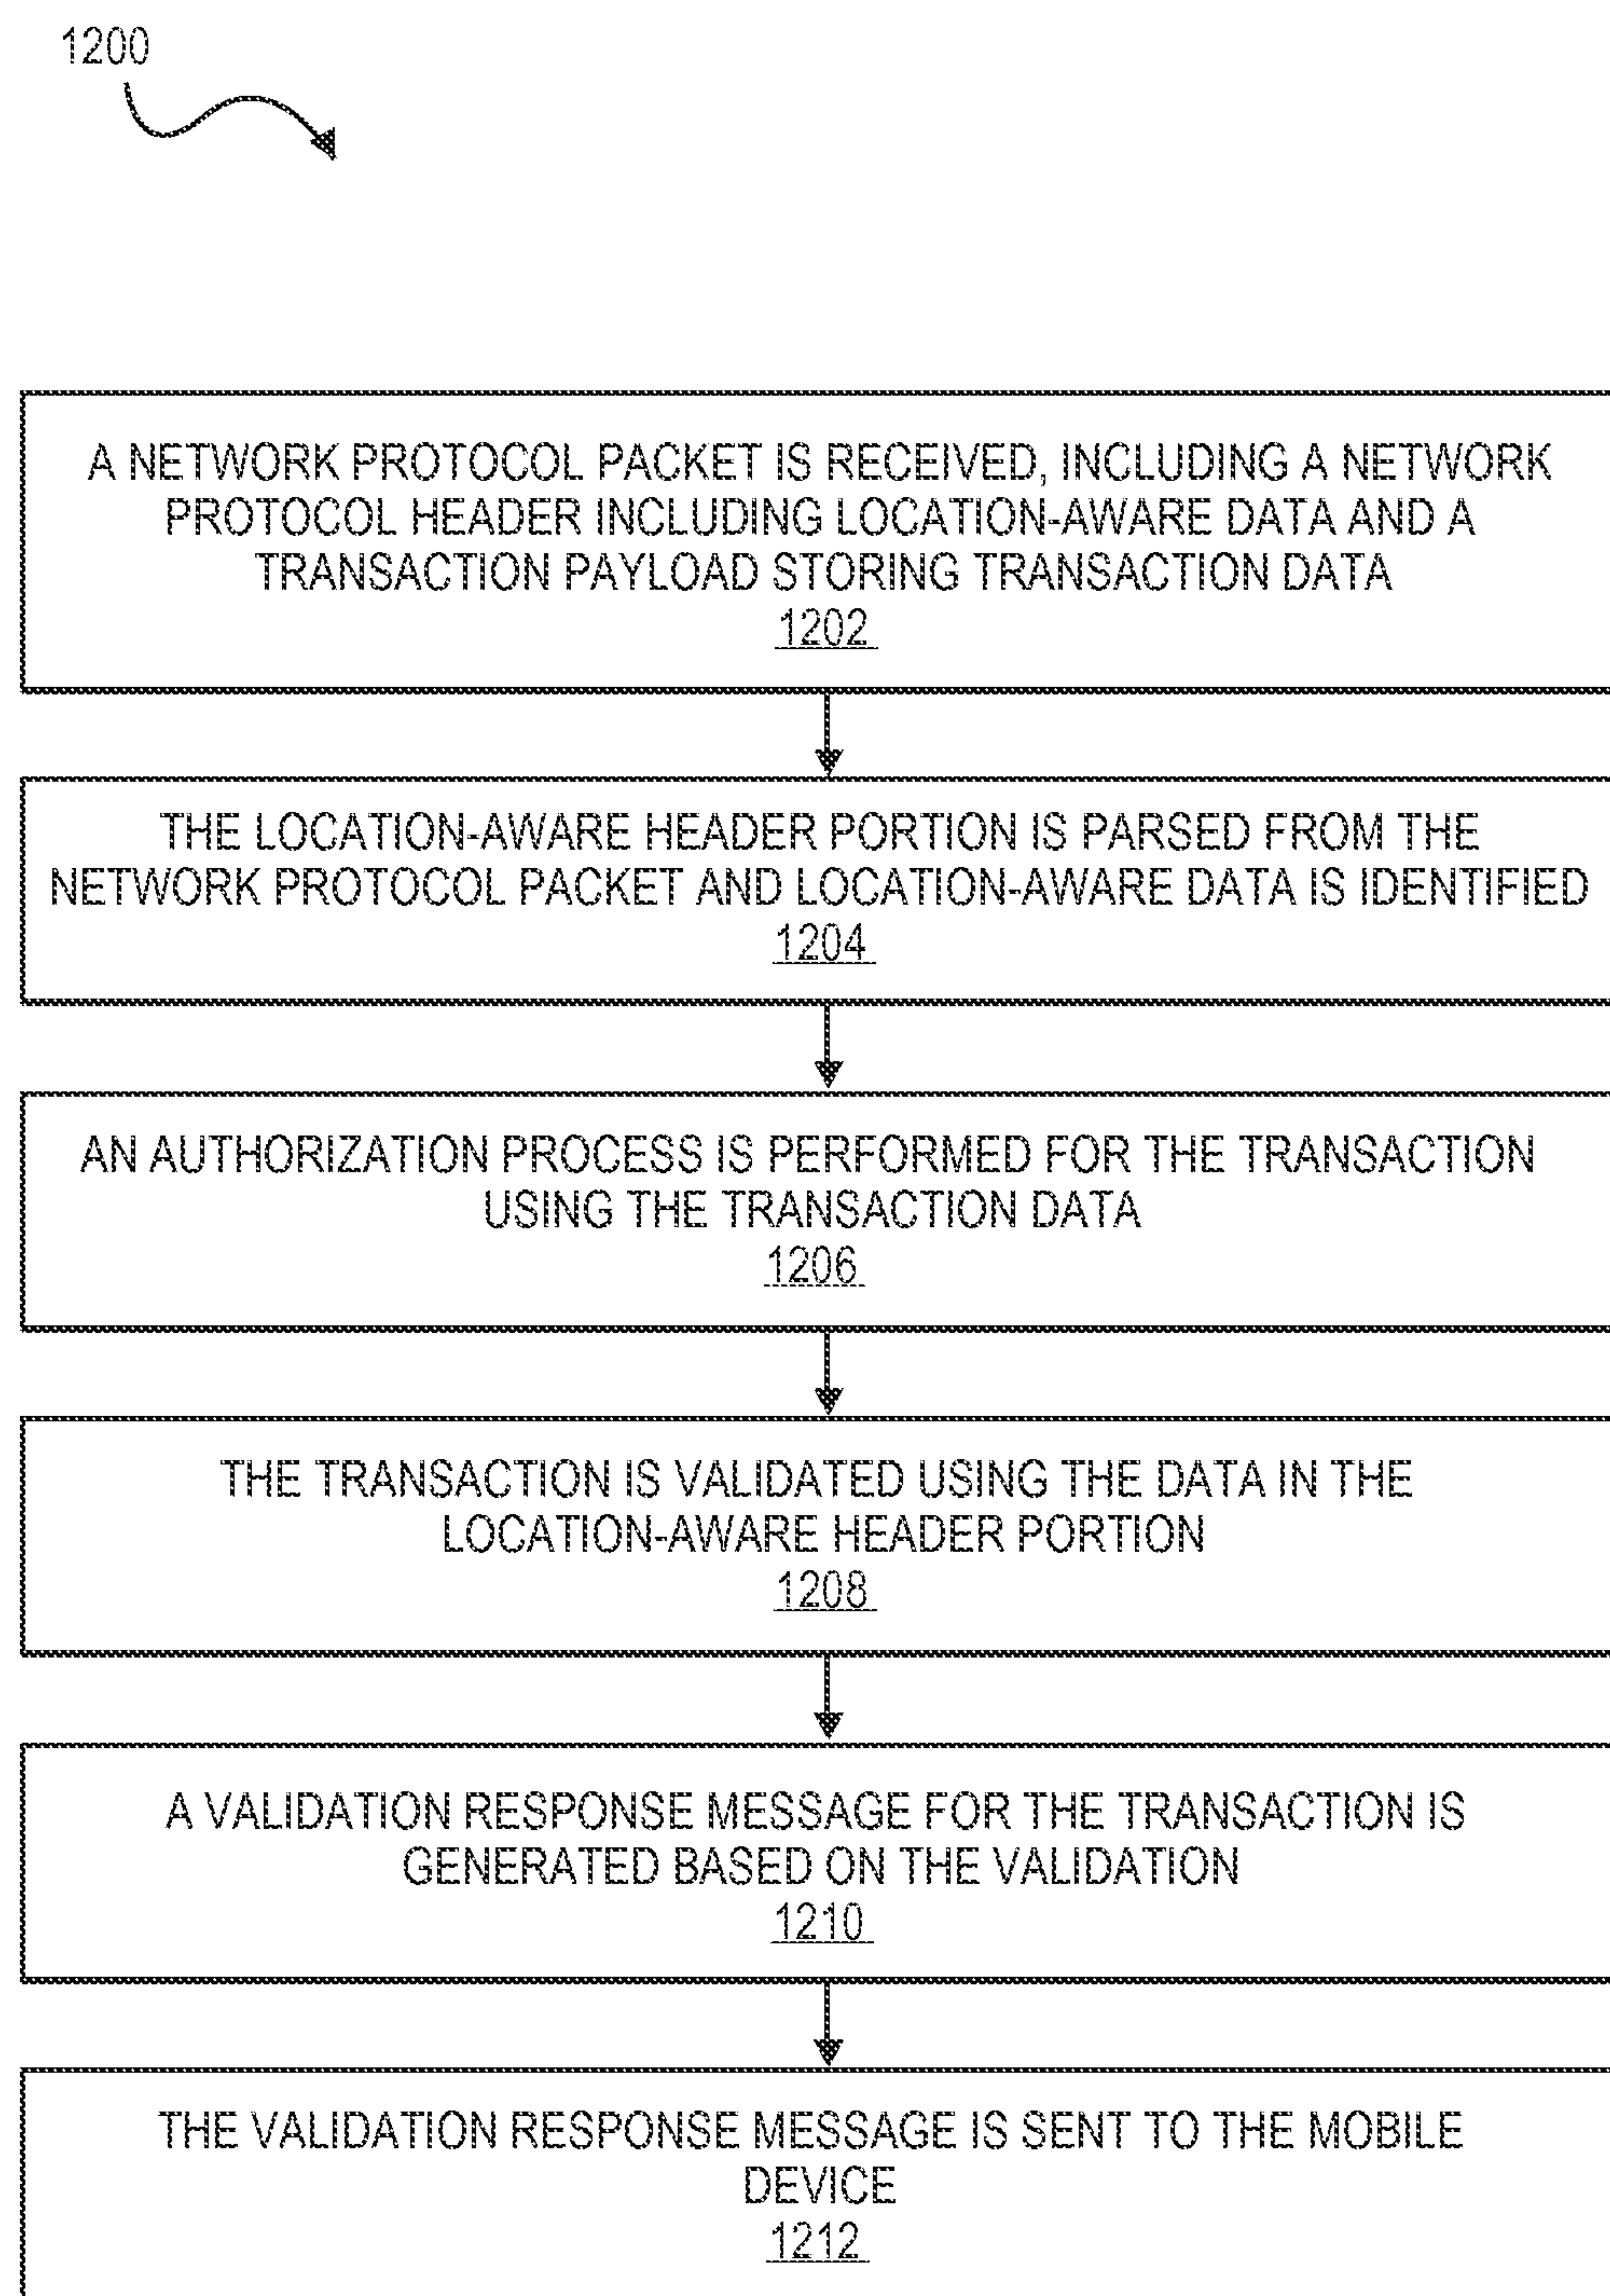 1200
A NETWORK PROTOCOL PACKET IS RECEIVED, INCLUDING A NETWORK
PROTOCOL HEADER INCLUDING LOCATION-AWARE DATA AND A
TRANSACTION PAYLOAD STORING TRANSACTION DATA
1202
THE LOCATION-AWARE HEADER PORTION IS PARSED FROM THE
NETWORK PROTOCOL PACKET AND LOCATION-AWARE DATA IS IDENTIFIED
1204
AN AUTHORIZATION PROCESS IS PERFORMED FOR THE TRANSACTION
USING THE TRANSACTION DATA
1206
THE TRANSACTION IS VALIDATED USING THE DATA IN THE
LOCATION-AWARE HEADER PORTION
1208
A VALIDATION RESPONSE MESSAGE FOR THE TRANSACTION IS
GENERATED BASED ON THE VALIDATION
1210
THE VALIDATION RESPONSE MESSAGE IS SENT TO THE MOBILE
DEVICE
1212